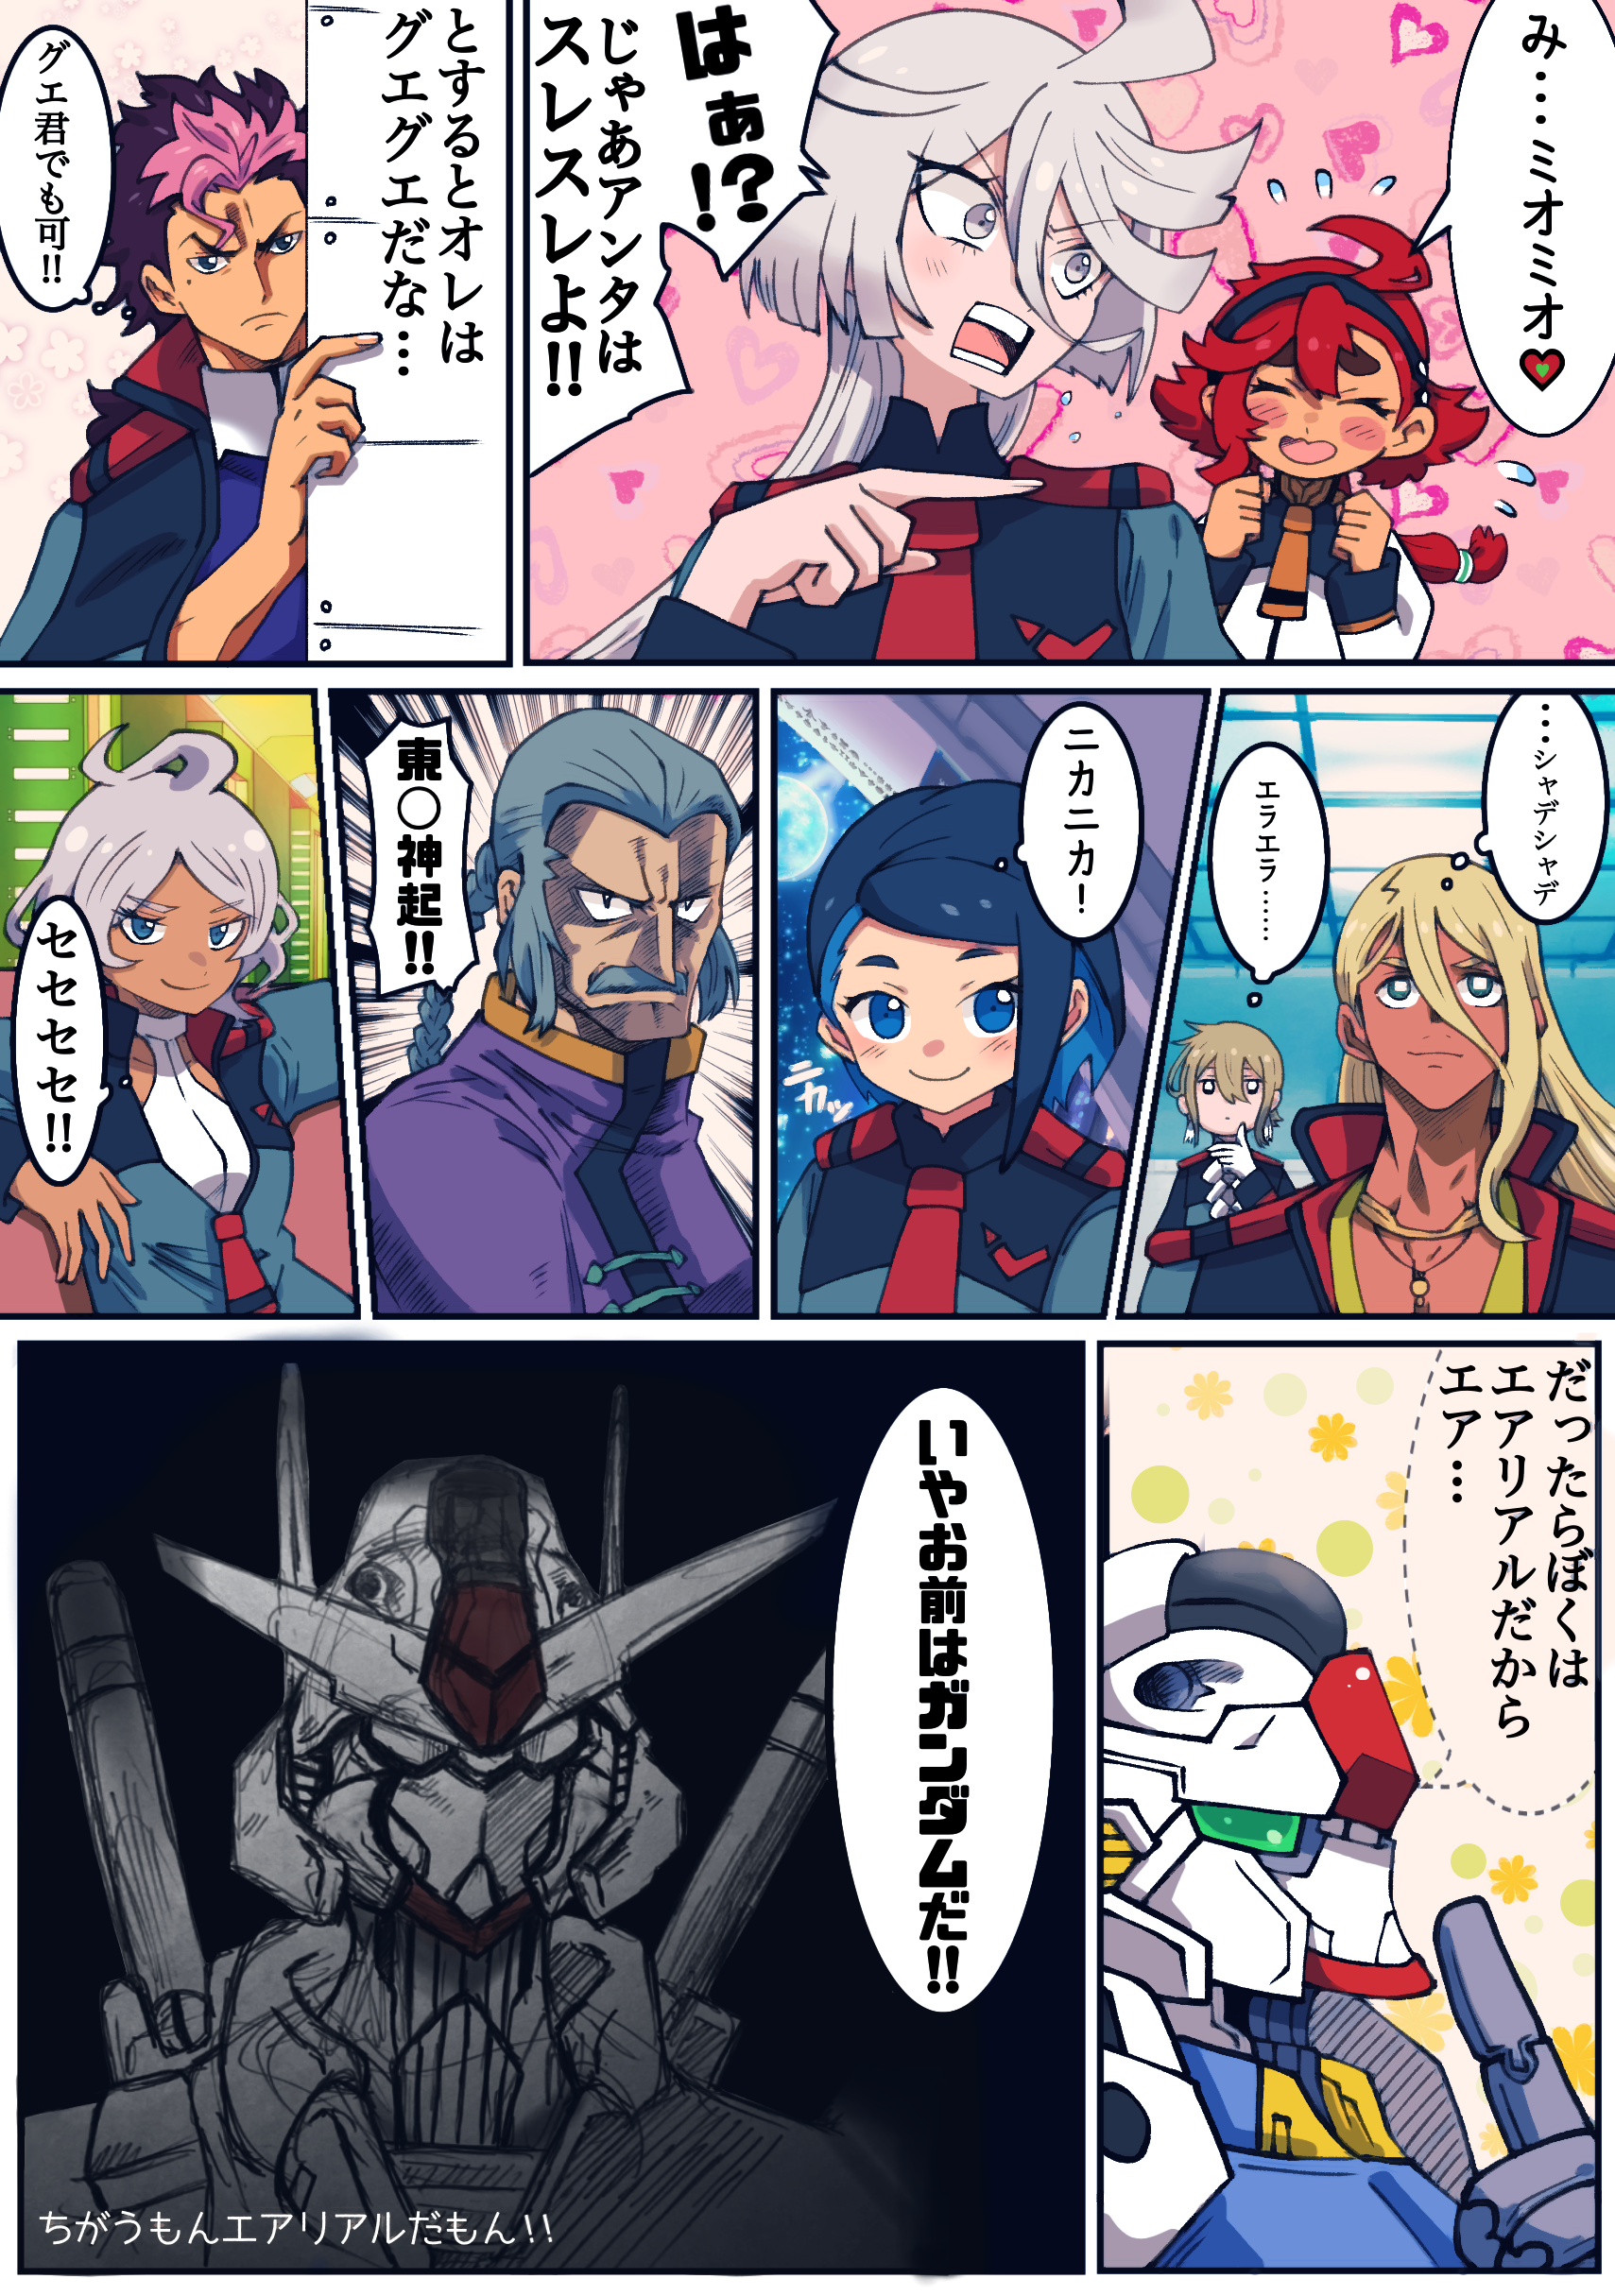 み…ミオミオ
はぁ!?
じゃあアンタは
スレスレよ!!
とするとオレは
グエグエだな…
グエ君でも可!!
…シャデシャデ
エラエラ……
ニカニカ!
ニカッ
東○神起!!
セセセセ!!
だったらぼくは
エアリアルだから
エア…
いやお前はガンダムだ!!
ちがうもんエアリアルだもん!!